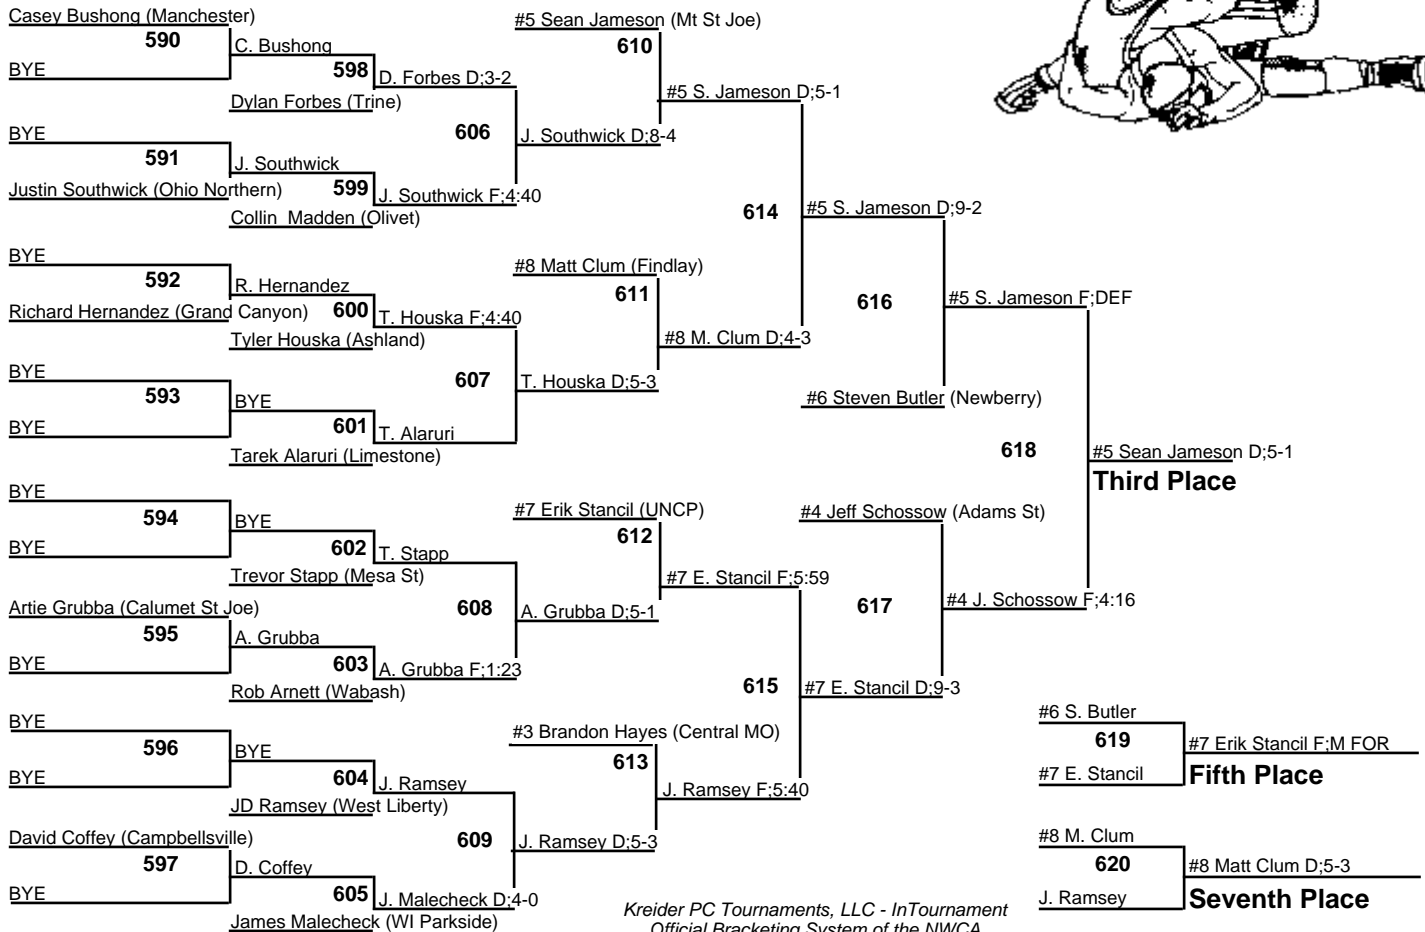 Casey Bushong (Manchester)
590
BYE
C. Bushong
598
Dylan Forbes (Trine)
D. Forbes D;3-2
BYE
591
Justin Southwick (Ohio Northern)
J. Southwick
599
Collin Madden (Olivet)
J. Southwick F;4:40
606
J. Southwick D;8-4
#5 Sean Jameson (Mt St Joe)
610
#5 S. Jameson D;5-1
BYE
592
Richard Hernandez (Grand Canyon)
R. Hernandez
600
Tyler Houska (Ashland)
T. Houska F;4:40
BYE
593
BYE
BYE
601
Tarek Alaruri (Limestone)
T. Alaruri
607
T. Houska D;5-3
#8 Matt Clum (Findlay)
611
#8 M. Clum D;4-3
614
#5 S. Jameson D;9-2
616
#6 Steven Butler (Newberry)
#5 S. Jameson F;DEF
BYE
594
BYE
BYE
602
Trevor Stapp (Mesa St)
T. Stapp
Artie Grubba (Calumet St Joe)
595
BYE
A. Grubba
603
Rob Arnett (Wabash)
A. Grubba F;1:23
608
A. Grubba D;5-1
#7 Erik Stancil (UNCP)
612
#7 E. Stancil F;5:59
BYE
596
BYE
BYE
604
JD Ramsey (West Liberty)
J. Ramsey
David Coffey (Campbellsville)
597
BYE
D. Coffey
605
James Malecheck (WI Parkside)
J. Malecheck D;4-0
609
J. Ramsey D;5-3
#3 Brandon Hayes (Central MO)
613
J. Ramsey F;5:40
615
#7 E. Stancil D;9-3
#4 Jeff Schossow (Adams St)
617
#4 J. Schossow F;4:16
618
#5 Sean Jameson D;5-1
Third Place
#6 S. Butler
619
#7 E. Stancil
#7 Erik Stancil F;M FOR
Fifth Place
#8 M. Clum
620
J. Ramsey
#8 Matt Clum D;5-3
Seventh Place
Kreider PC Tournaments, LLC - InTournament
Official Bracketing System of the NWCA